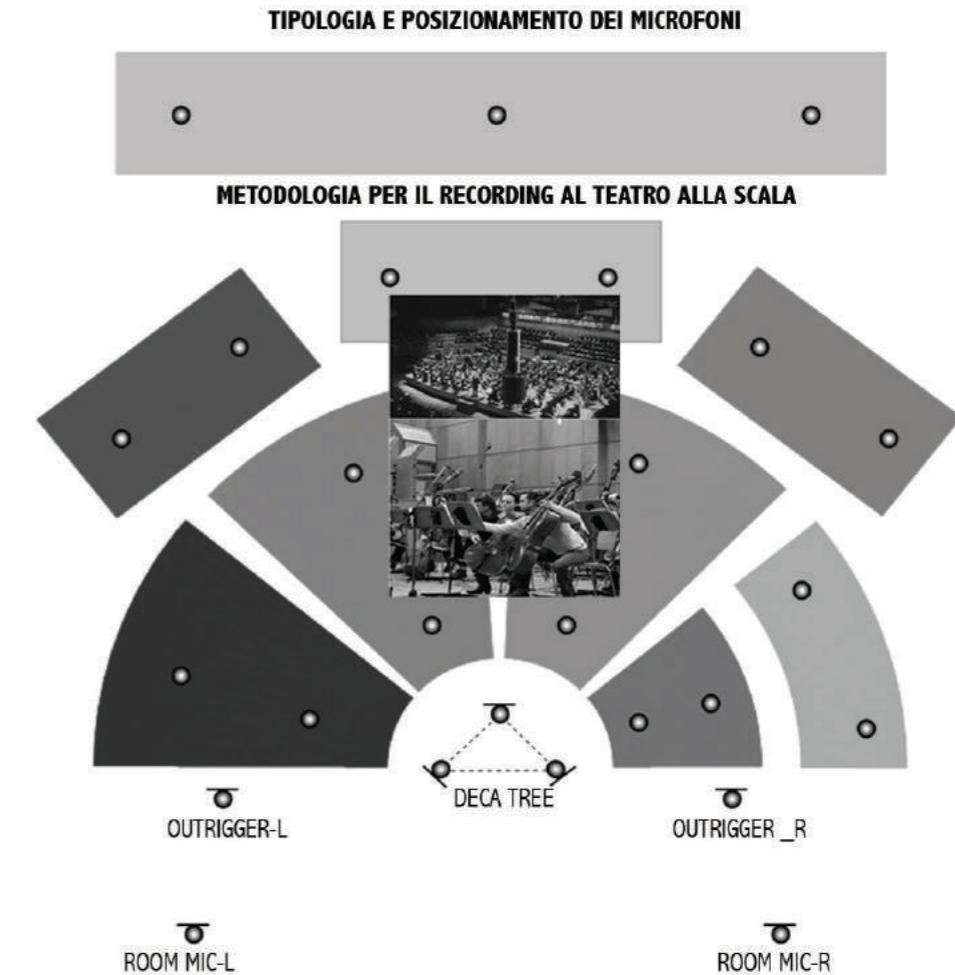 TIPOLOGIA E POSIZIONAMENTO DEI MICROFONI
METODOLOGIA PER IL RECORDING AL TEATRO ALLA SCALA
DECA TREE
OUTRIGGER-L
OUTRIGGER _R
ROOM MIC-L
ROOM MIC-R